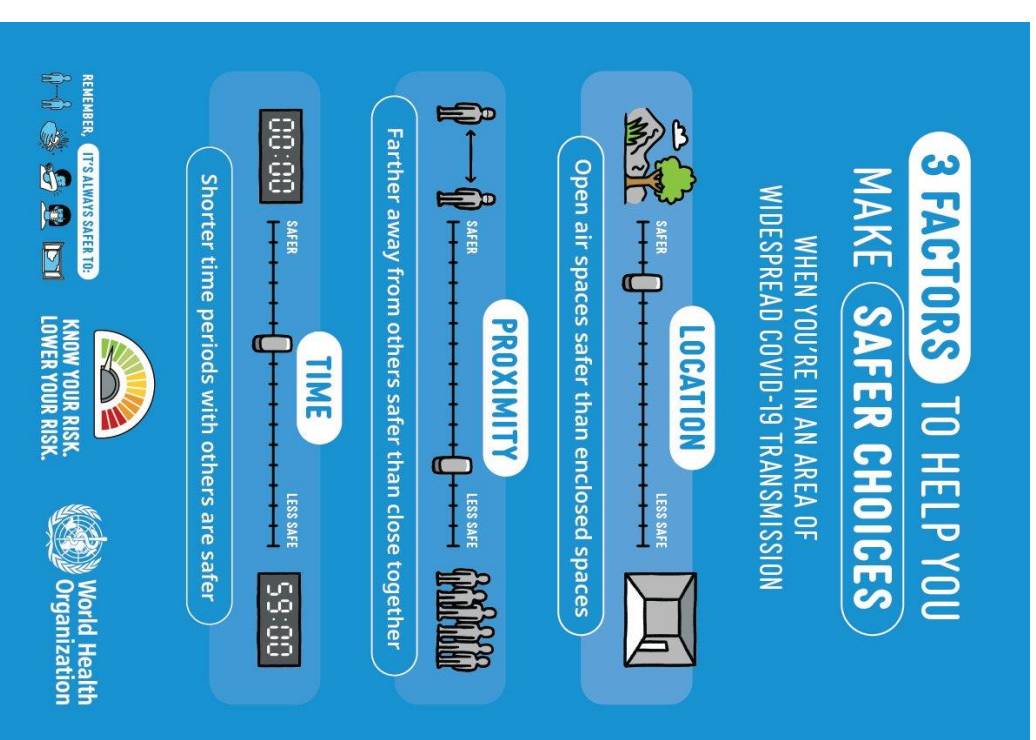 3 FACTORS TO HELP YOU
MAKE SAFER CHOICES
WHEN YOU'RE IN AN AREA OF
WIDESPREAD COVID-19 TRANSMISSION
LOCATION
SAFER
LESS SAFE
Open air spaces safer than enclosed spaces
PROXIMITY
SAFER
LESS SAFE
Farther away from others safer than close together
TIME
00:00
SAFER
LESS SAFE
59:00
Shorter time periods with others are safer
REMEMBER, IT'S ALWAYS SAFER TO:
KNOW YOUR RISK.
LOWER YOUR RISK.
World Health
Organization